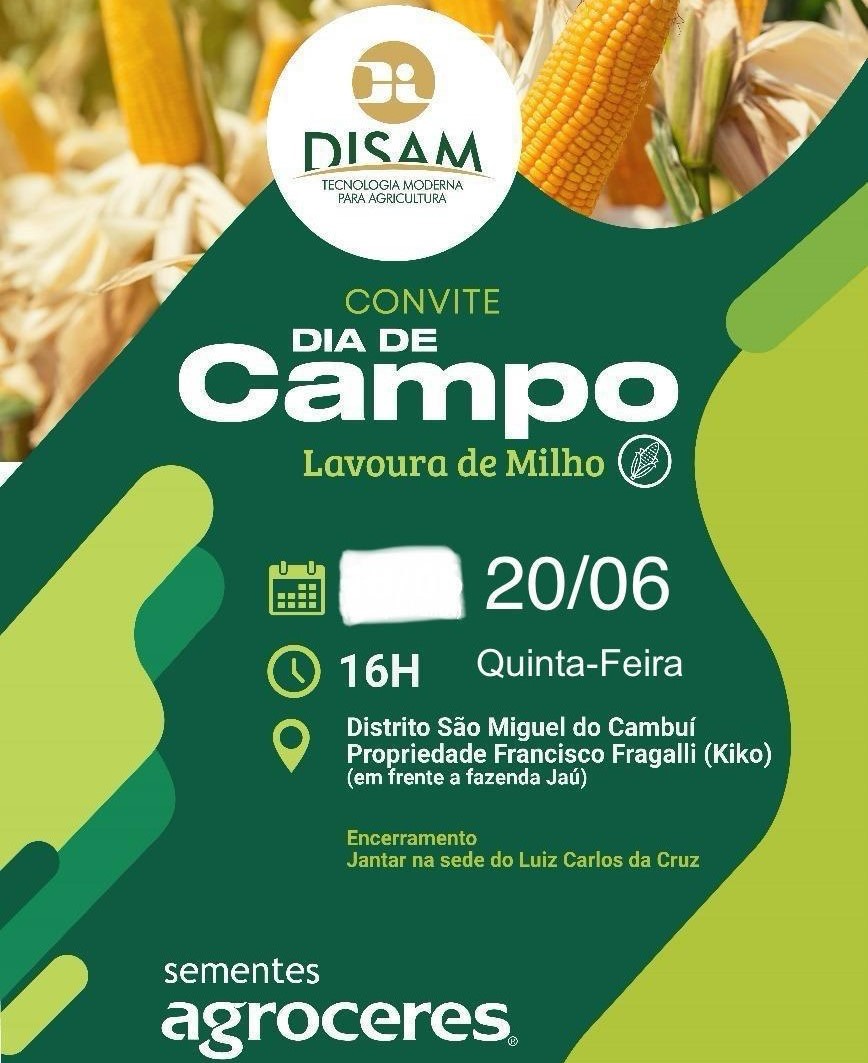 DISAM
TECNOLOGIA MODERNA
PARA AGRICULTURA
CONVITE
DIA DE
Campo
Lavoura de Milho
20/06
16H
Quinta-Feira
Distrito São Miguel do Cambuí
Propriedade Francisco Fragalli (Kiko)
(em frente a fazenda Jaú)
Encerramento
Jantar na sede do Luiz Carlos da Cruz
sementes
agroceres®